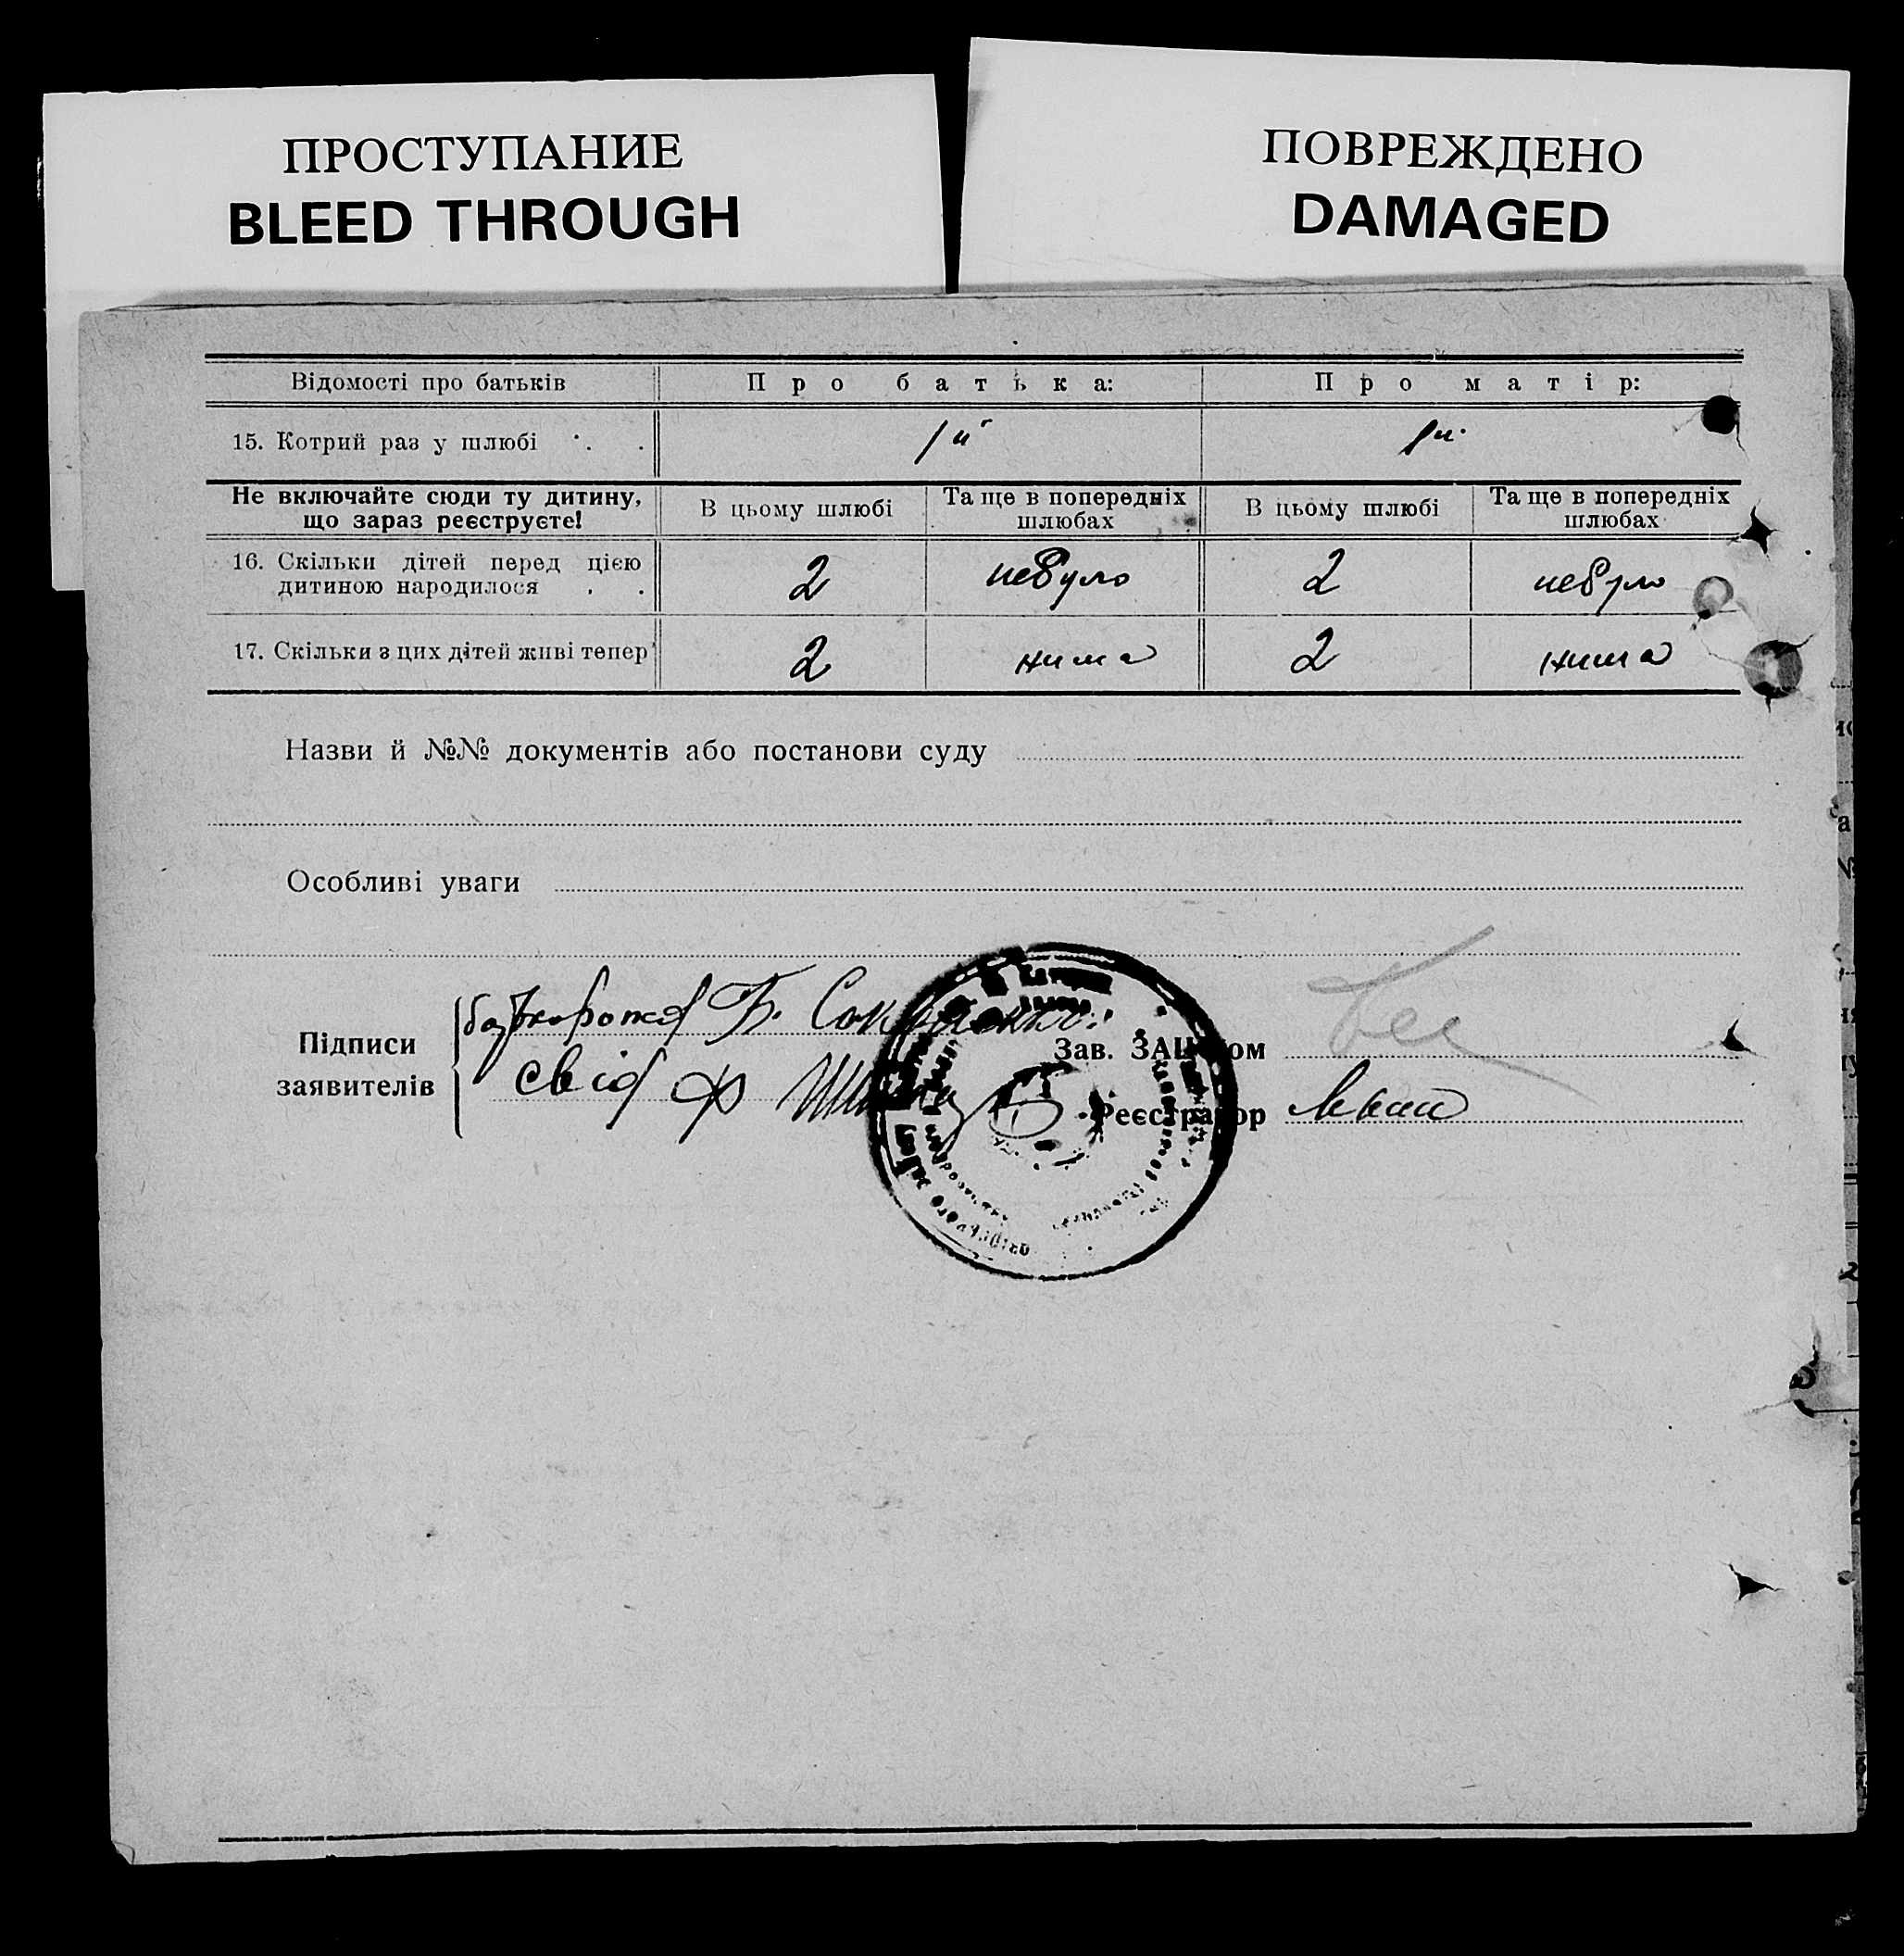 ПРОСТУПАНИЕ
BLEED THROUGH
ПОВРЕЖДЕНО
DAMAGED
Відомості про батьків Про батька: Про матір:
15. Котрий раз у шлюбі . . 1й 1й
Не включайте сюди ту дитину, що зараз реєструєте! В цьому шлюбі Та ще в попередніх шлюбах В цьому шлюбі Та ще в попередніх шлюбах
16. Скільки дітей перед цією дитиною народилося . . 2 небуло 2 небуло
17. Скільки з цих дітей живі тепер 2 нима 2 нима
Назви й №№ документів або постанови суду
Особливі уваги
Підписи заявителів
свід Ф
Зав. ЗАГСом
Реєстратор